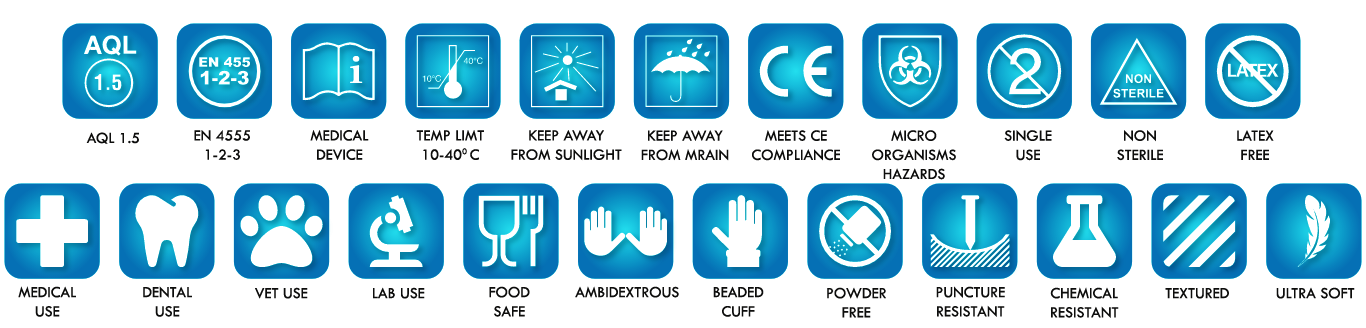 AQL
1.5
EN 455
1-2-3
i
10°C
40°C
CE
2
NON
STERILE
LATEX
AQL 1.5
EN 4555
1-2-3
MEDICAL
DEVICE
TEMP LIMT
10-40⁰ C
KEEP AWAY
FROM SUNLIGHT
KEEP AWAY
FROM MRAIN
MEETS CE
COMPLIANCE
MICRO
ORGANISMS
HAZARDS
SINGLE
USE
NON
STERILE
LATEX
FREE
MEDICAL
USE
DENTAL
USE
VET USE
LAB USE
FOOD
SAFE
AMBIDEXTROUS
BEADED
CUFF
POWDER
FREE
PUNCTURE
RESISTANT
CHEMICAL
RESISTANT
TEXTURED
ULTRA SOFT